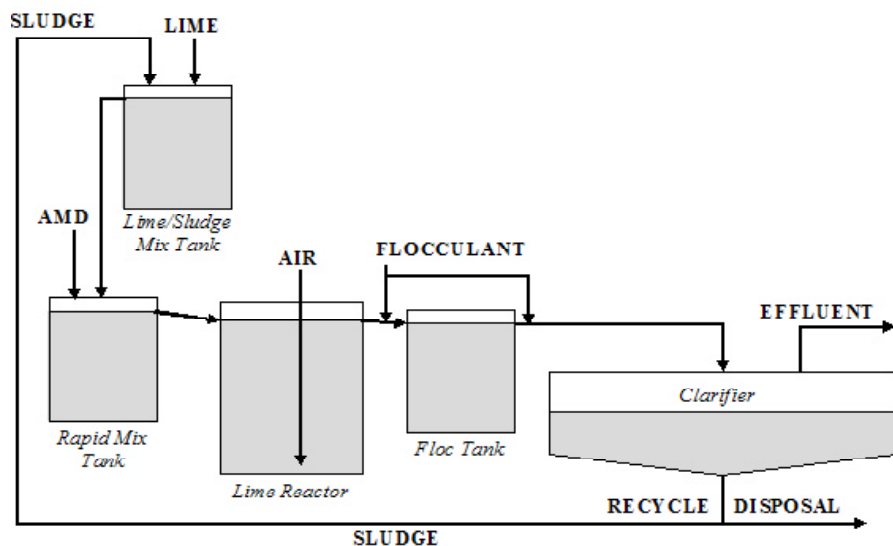 SLUDGE
LIME
Lime/Sludge
Mix Tank
AMD
AIR
FLOCCULANT
EFFLUENT
Clarifier
Rapid Mix
Tank
Floc Tank
Lime Reactor
RECYCLE
DISPOSAL
SLUDGE